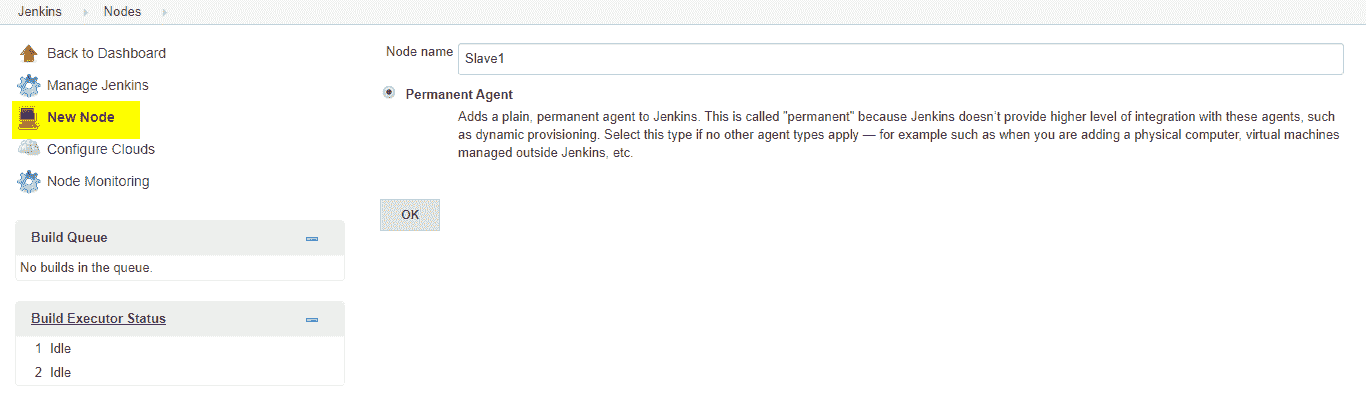 Jenkins Nodes
Back to Dashboard
Manage Jenkins
New Node
Configure Clouds
Node Monitoring
Build Queue
No builds in the queue.
Build Executor Status
1 Idle
2 Idle
Node name Slave1
Permanent Agent
Adds a plain, permanent agent to Jenkins. This is called "permanent" because Jenkins doesn't provide higher level of integration with these agents, such
as dynamic provisioning. Select this type if no other agent types apply — for example such as when you are adding a physical computer, virtual machines
managed outside Jenkins, etc.
OK